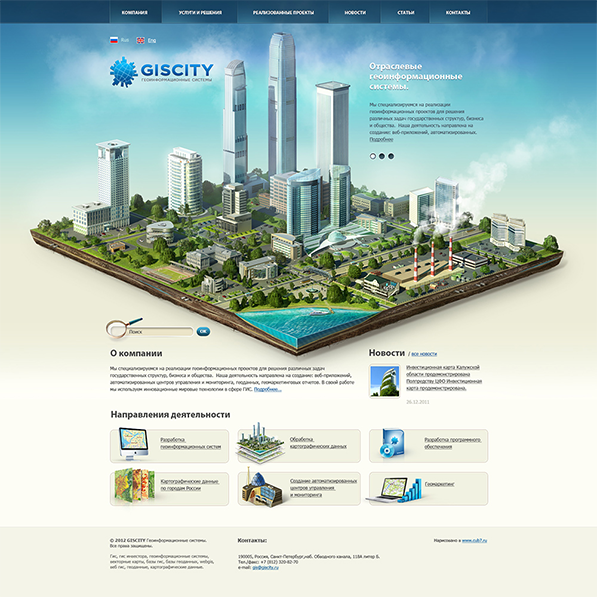 КОМПАНИЯ УСЛУГИ И РЕШЕНИЯ РЕАЛИЗОВАННЫЕ ПРОЕКТЫ НОВОСТИ СТАТЬИ КОНТАКТЫ
Rus Eng
GISCITY
ГЕОИНФОРМАЦИОННЫЕ СИСТЕМЫ
Отраслевые
геоинформационные
системы.
Мы специализируемся на реализации
геоинформационных проектов для решения
различных задач государственных структур, бизнеса
и общества. Наша деятельность направлена на
создание: веб-приложений, автоматизированных.
Подробнее
Поиск ОК
О компании
Мы специализируемся на реализации геоинформационных проектов для решения различных задач
государственных структур, бизнеса и общества. Наша деятельность направлена на создание: веб-приложений,
автоматизированных центров управления и мониторинга, геоданных, геомаркетинговых отчетов. В своей работе
мы используем инновационные мировые технологии в сфере ГИС. Подробнее...
Новости / все новости
Инвестиционная карта Калужской
области продемонстрирована
Полпредству ЦФО Инвестиционная
карта продемонстрирована.
26.12.2011
Направления деятельности
Разработка
геоинформационных систем
Обработка
картографических данных
Разработка программного
обеспечения
Картографические данные
по городам России
Создание автоматизированных
центров управления
и мониторинга
Геомаркетинг
© 2012 GISCITY Геоинформационные системы.
Все права защищены.
Гис, гис инвестора, геоинформационные системы,
векторные карты, базы гис, базы геоданных, webgis,
веб гис, геоданные, картографические данные.
Контакты:
190005, Россия, Санкт-Петербург,наб. Обводного канала, 118А литер Б.
Тел./факс: +7 (812) 320-82-70
e-mail: gis@giscity.ru
Нарисовано в www.cub7.ru